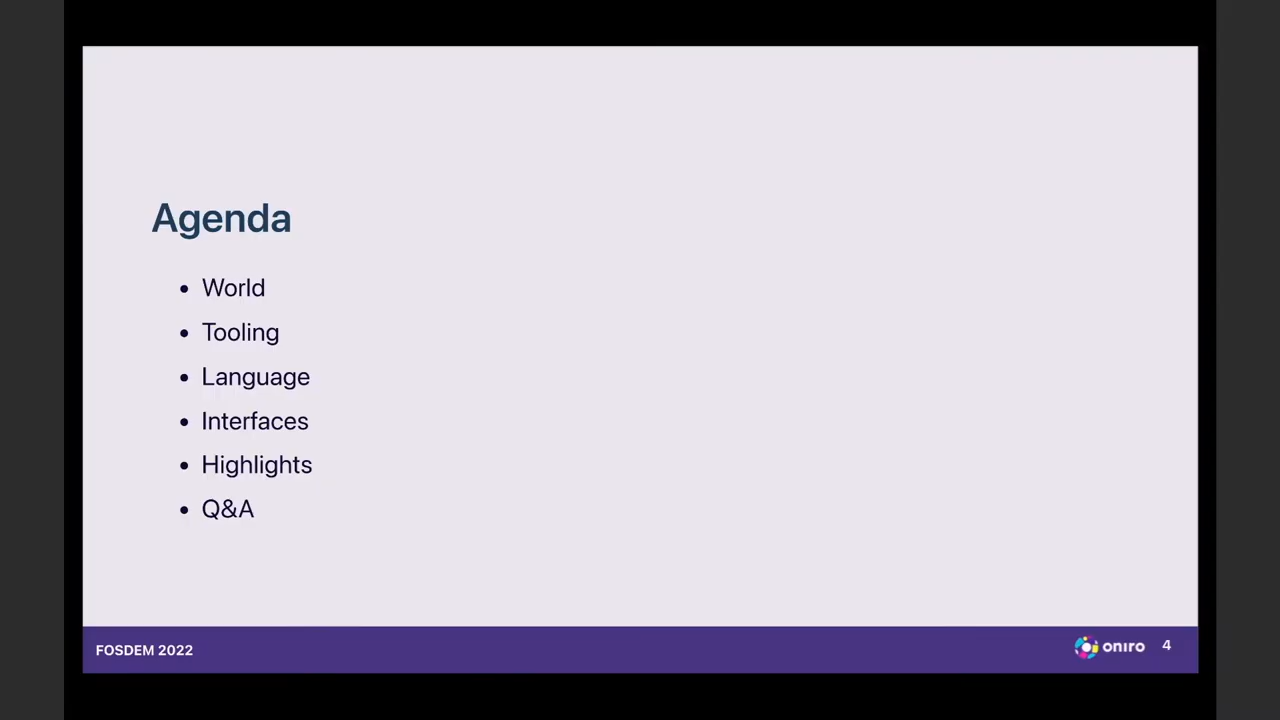 Agenda
• World
• Tooling
• Language
• Interfaces
• Highlights
• Q&A
FOSDEM 2022
oniro 4